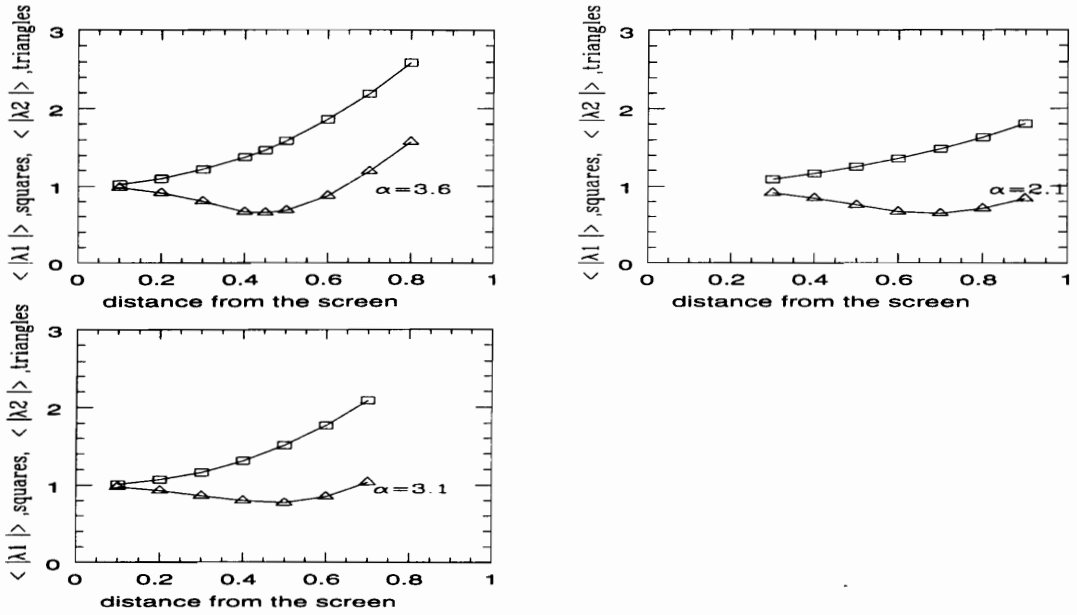 < |λ1| > ,squares, < |λ2| > ,triangles
3
2
1
0
α=3.6
0 0.2 0.4 0.6 0.8 1
distance from the screen
< |λ1| > ,squares, < |λ2| > ,triangles
3
2
1
0
α=2.1
0 0.2 0.4 0.6 0.8 1
distance from the screen
< |λ1| > ,squares, < |λ2| > ,triangles
3
2
1
0
α=3.1
0 0.2 0.4 0.6 0.8 1
distance from the screen